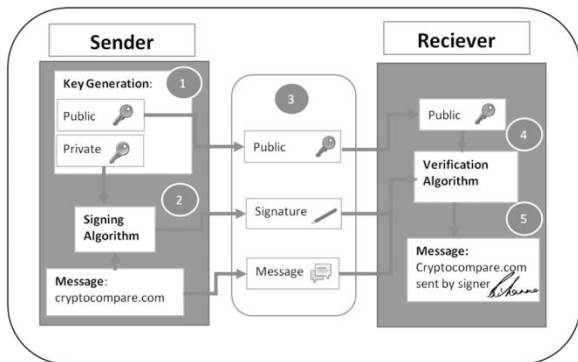 Sender
Reciever
Key Generation:
1
Public
Private
2
Signing
Algorithm
Message:
cryptocompare.com
3
Public
Signature
Message
Public
4
Verification
Algorithm
5
Message:
Cryptocompare.com
sent by signer